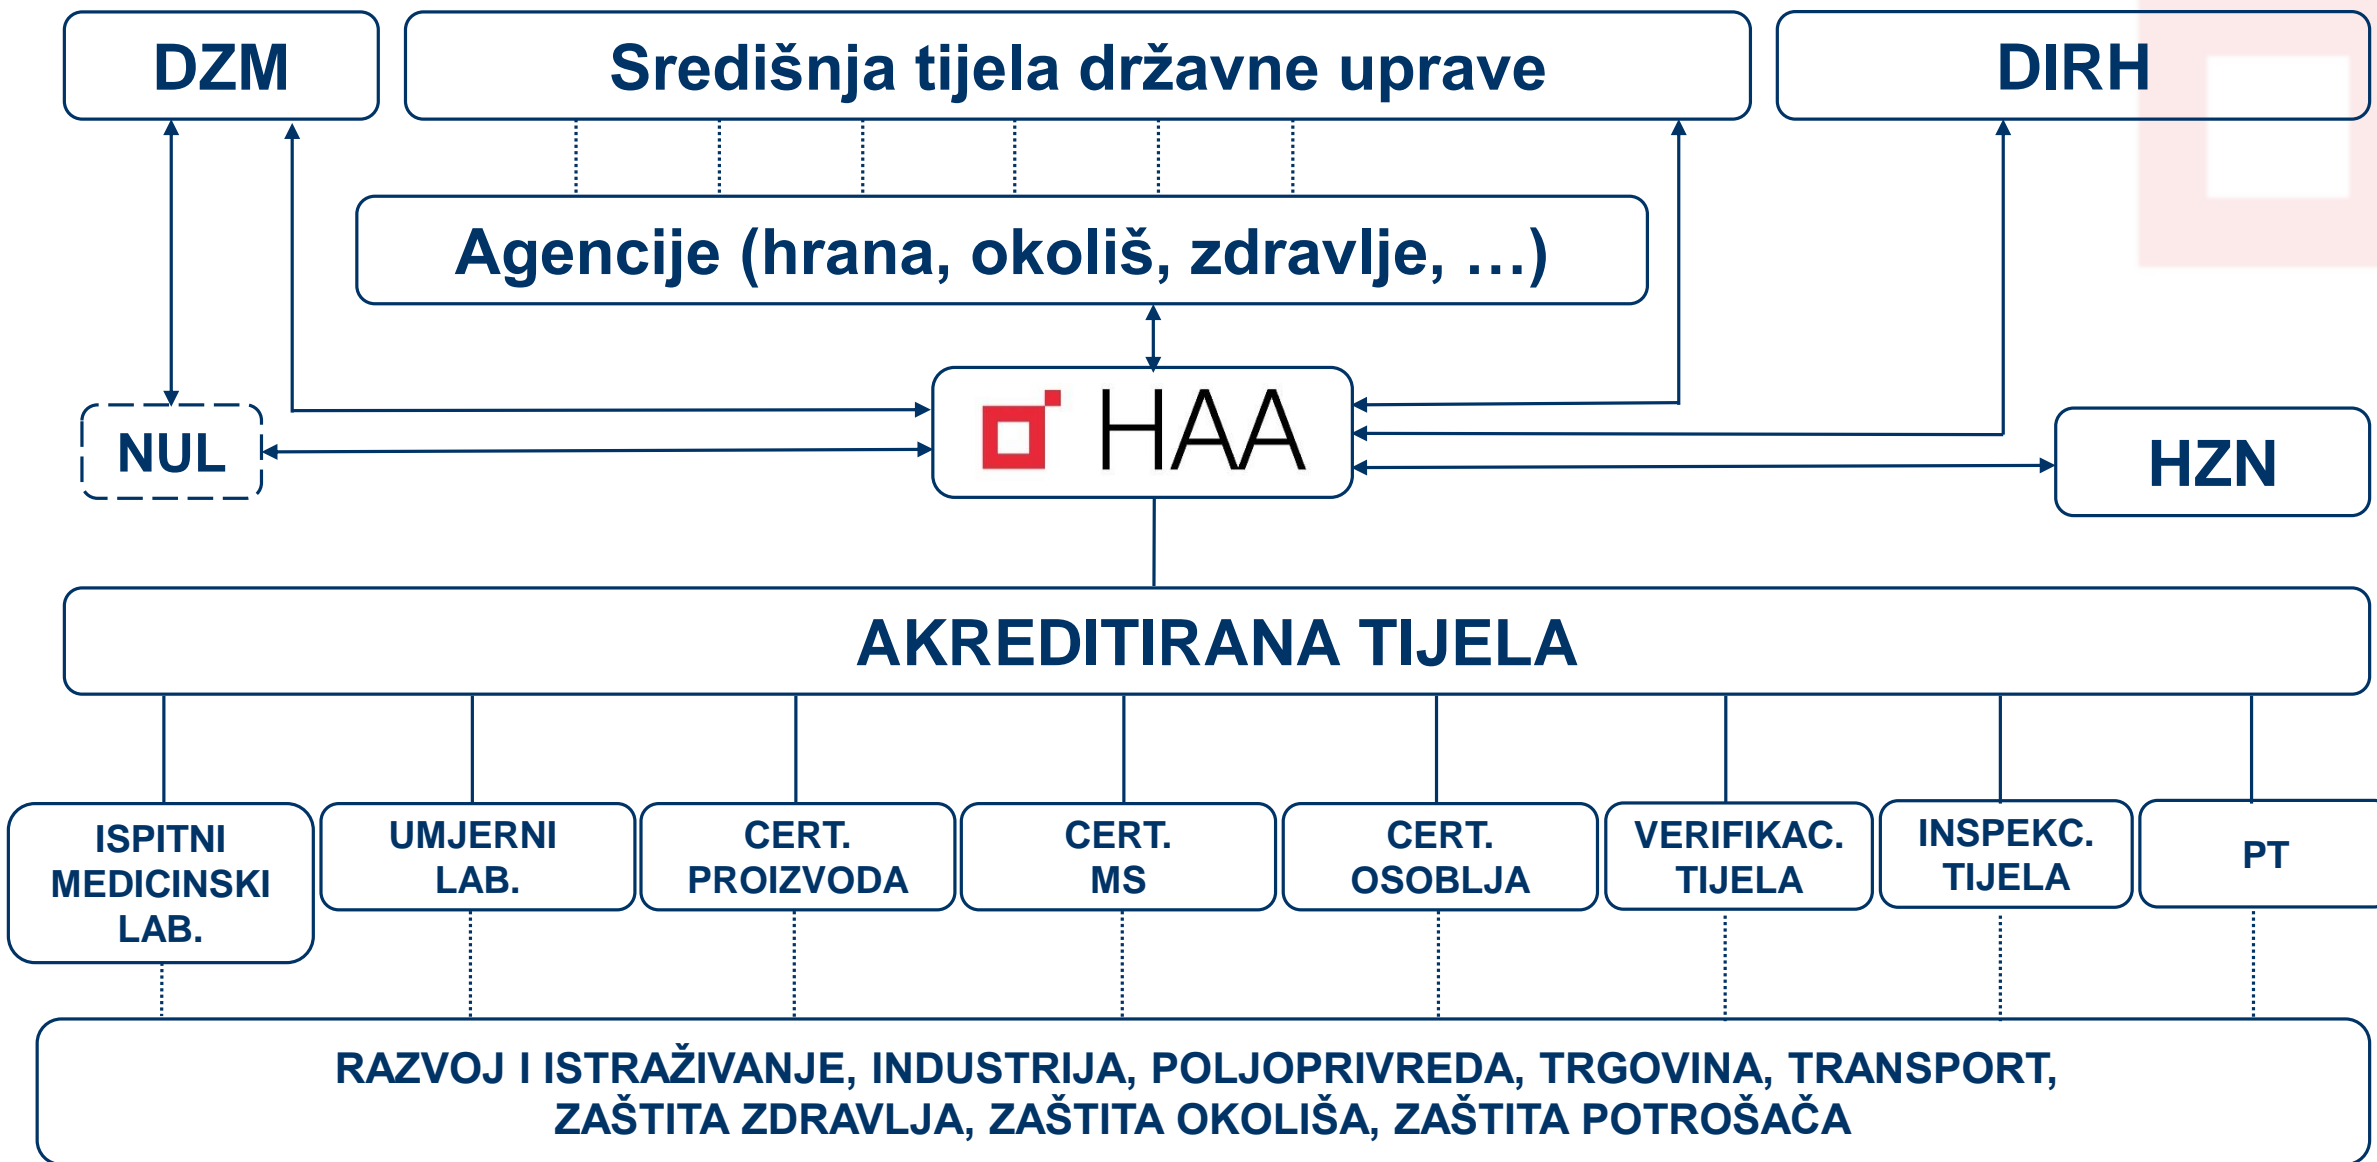 DZM
Središnja tijela državne uprave
DIRH
Agencije (hrana, okoliš, zdravlje, …)
NUL
HAA
HZN
AKREDITIRANA TIJELA
ISPITNI
MEDICINSKI
LAB.
UMJERNI
LAB.
CERT.
PROIZVODA
CERT.
MS
CERT.
OSOBLJA
VERIFIKAC.
TIJELA
INSPEKC.
TIJELA
PT
RAZVOJ I ISTRAŽIVANJE, INDUSTRIJA, POLJOPRIVREDA, TRGOVINA, TRANSPORT,
ZAŠTITA ZDRAVLJA, ZAŠTITA OKOLIŠA, ZAŠTITA POTROŠAČA